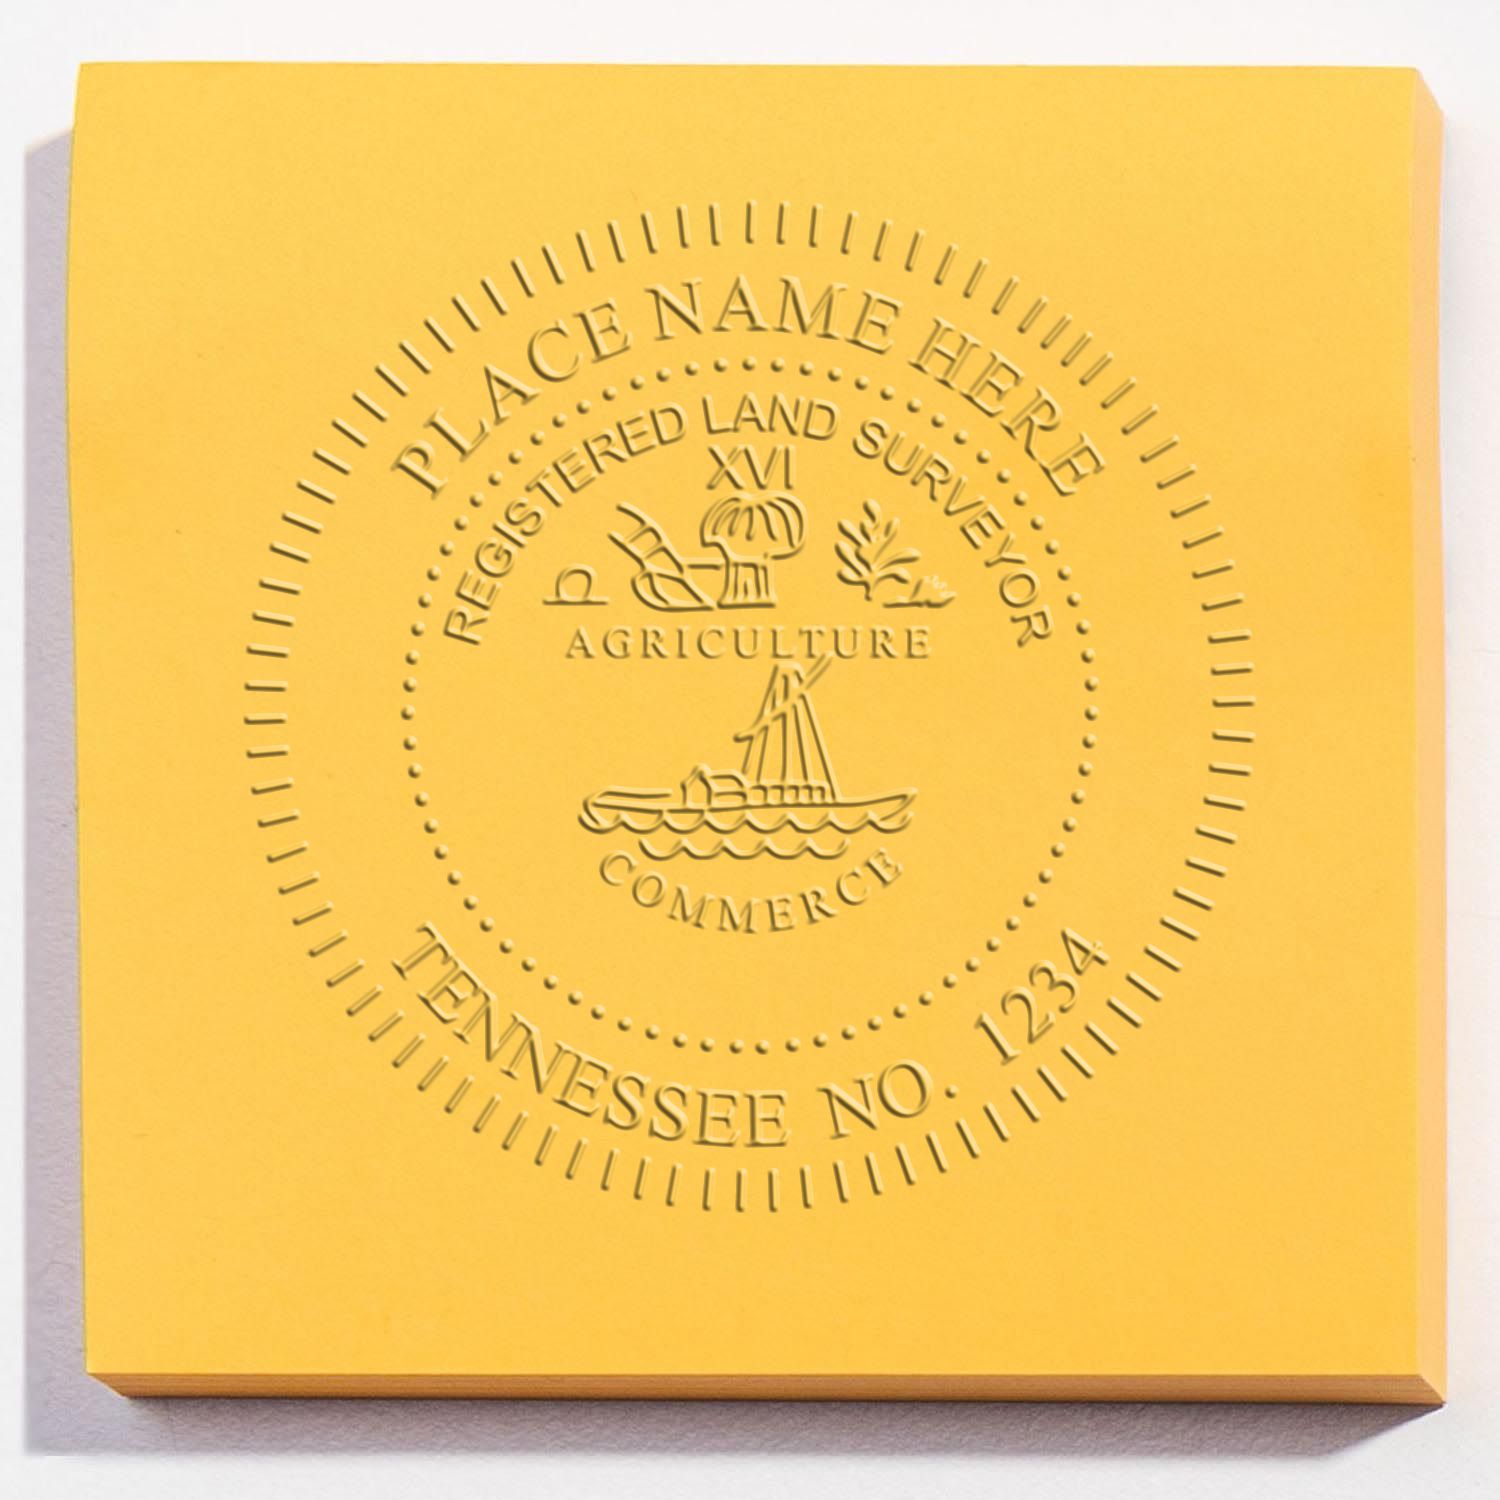 PLACE NAME HERE
REGISTERED LAND SURVEYOR
XVI
AGRICULTURE
COMMERCE
TENNESSEE NO. 1234